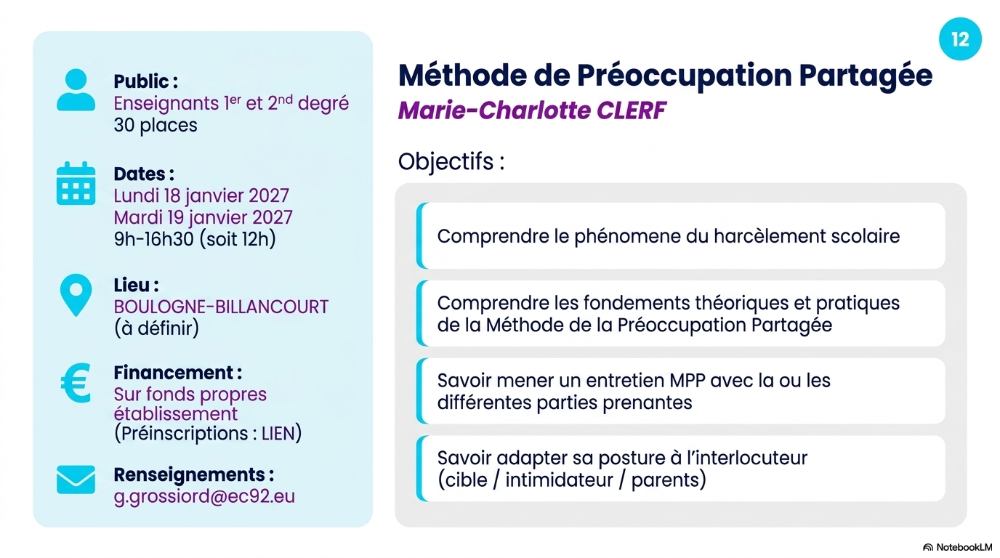 12
Public :
Enseignants 1er et 2nd degré
30 places
Dates :
Lundi 18 janvier 2027
Mardi 19 janvier 2027
9h-16h30 (soit 12h)
Lieu :
BOULOGNE-BILLANCOURT
(à définir)
Financement :
Sur fonds propres
établissement
(Préinscriptions : LIEN)
Renseignements :
g.grossiord@ec92.eu
Méthode de Préoccupation Partagée
Marie-Charlotte CLERF
Objectifs :
Comprendre le phénomene du harcèlement scolaire
Comprendre les fondements théoriques et pratiques
de la Méthode de la Préoccupation Partagée
Savoir mener un entretien MPP avec la ou les
différentes parties prenantes
Savoir adapter sa posture à l'interlocuteur
(cible / intimidateur / parents)
NotebookLM